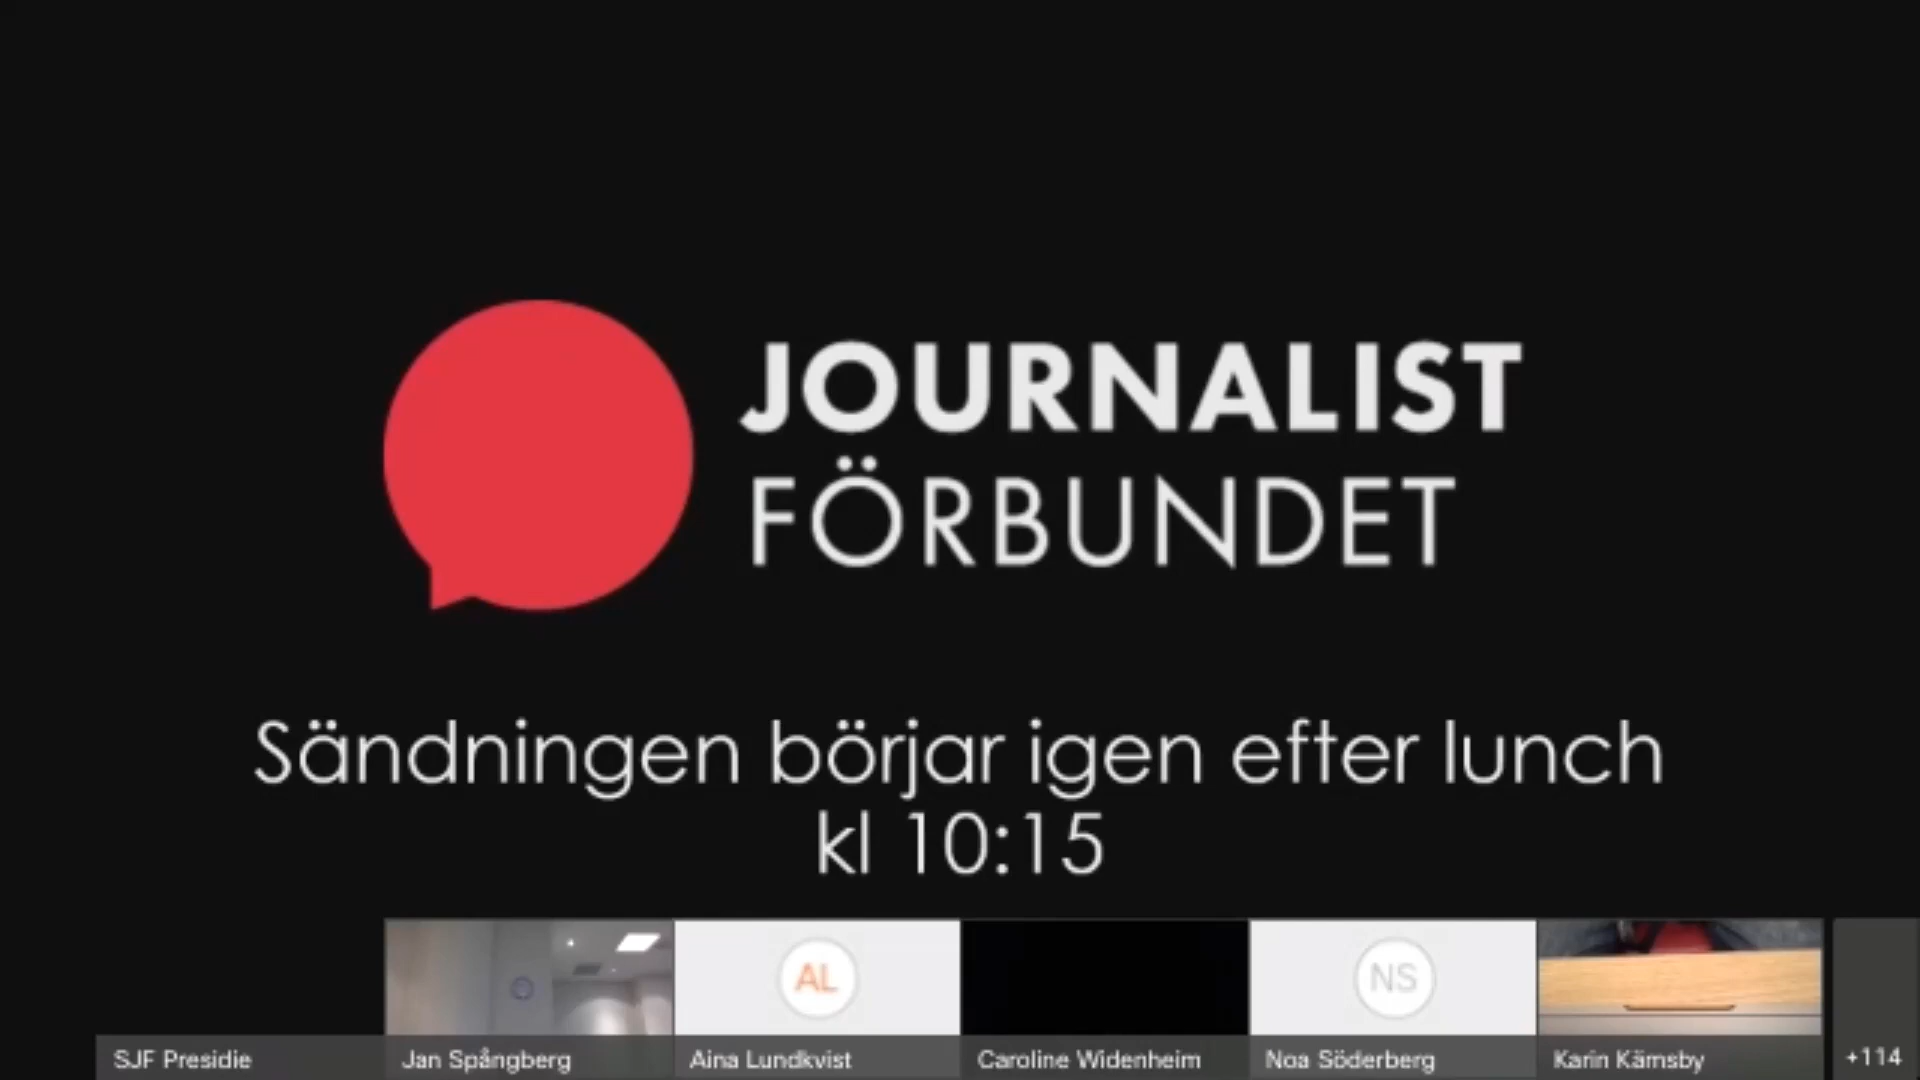 JOURNALIST
FÖRBUNDET
Sändningen börjar igen efter lunch
kl 10:15
AL
NS
SJF Presidie
Jan Spångberg
Aina Lundkvist
Caroline Widenheim
Noa Söderberg
Karin Kämsby
+114